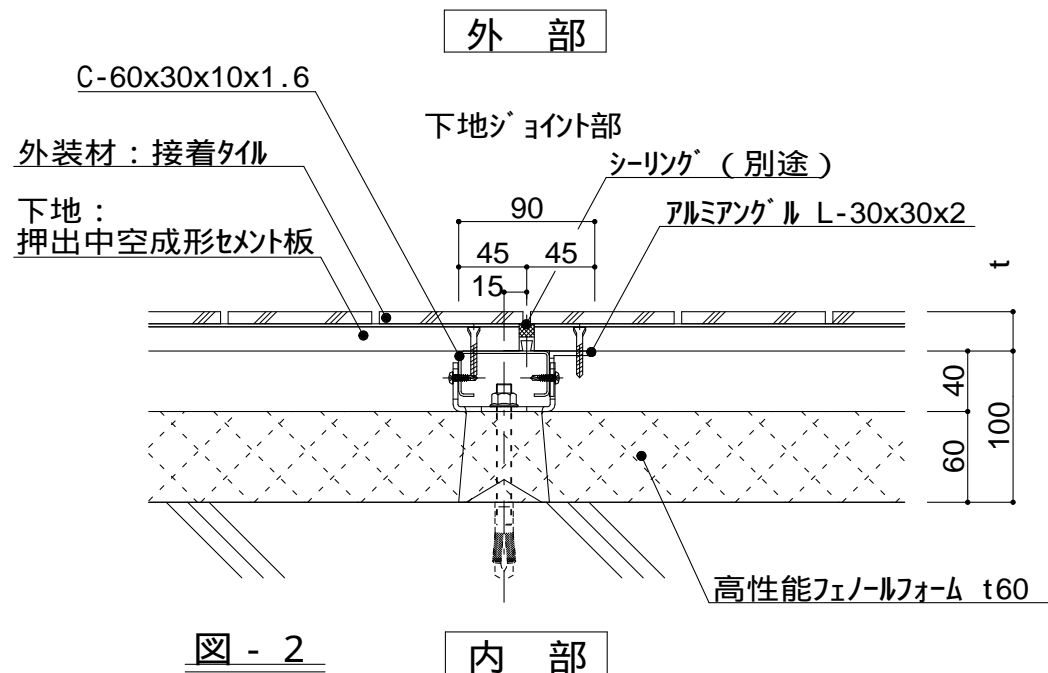 外 部
C-60x30x10x1.6
下地ｼﾞｮｲﾝﾄ部
外装材：接着ﾀｲﾙ
ｼｰﾘﾝｸﾞ（別途）
下地：
押出中空成形ｾﾒﾝﾄ板
90
ｱﾙﾐｱﾝｸﾞﾙ L-30x30x2
45 45
15
t
40
100
60
高性能ﾌｪﾉｰﾙﾌｫｰﾑ t60
図 - 2
内 部